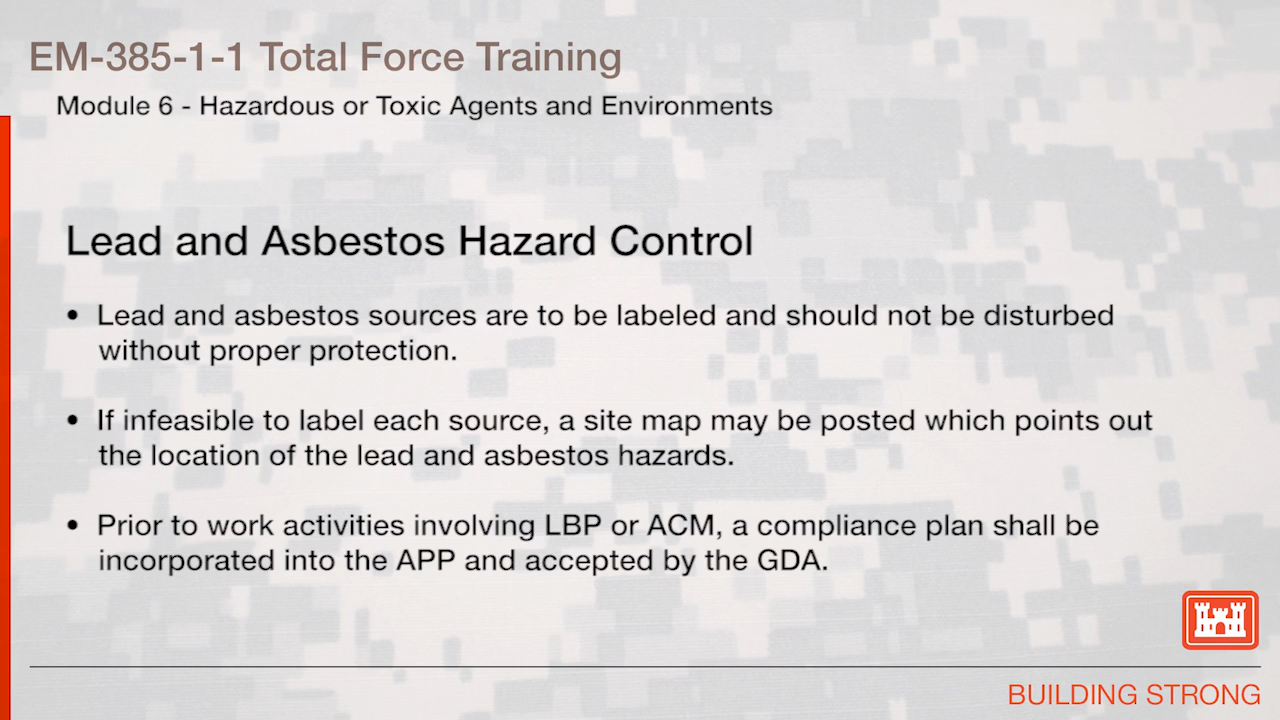 EM-385-1-1 Total Force Training
Module 6 - Hazardous or Toxic Agents and Environments
Lead and Asbestos Hazard Control
• Lead and asbestos sources are to be labeled and should not be disturbed
without proper protection.
• If infeasible to label each source, a site map may be posted which points out
the location of the lead and asbestos hazards.
• Prior to work activities involving LBP or ACM, a compliance plan shall be
incorporated into the APP and accepted by the GDA.
BUILDING STRONG